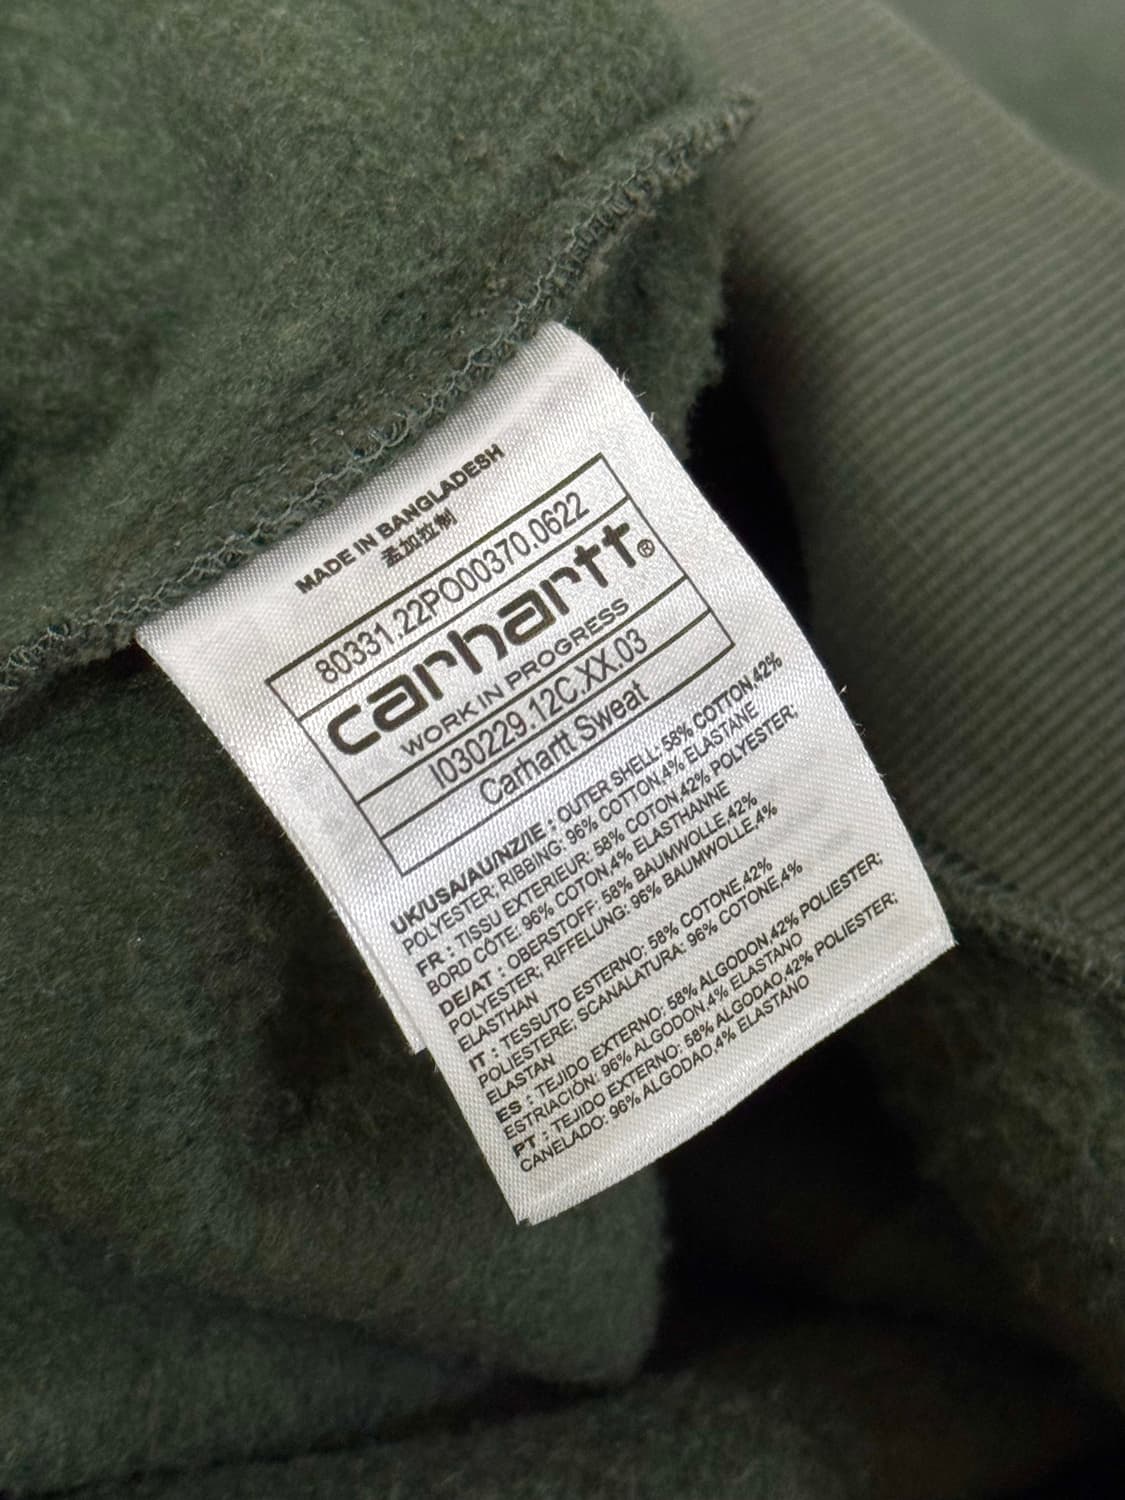 MADE IN BANGLADESH
孟加拉制
80331.22PO00370.0622
carhartt®
WORK IN PROGRESS
I030229.12C.XX.03
Carhartt Sweat
UK/USA/AU/NZ/IE : OUTER SHELL: 58% COTTON,42%
POLYESTER; RIBBING: 96% COTTON,4% ELASTANE
FR : TISSU EXTERIEUR: 58% COTON,42% POLYESTER;
BORD CÔTE: 96% COTON,4% ELASTHANNE
DE/AT : OBERSTOFF: 58% BAUMWOLLE,42%
POLYESTER; RIFFELUNG: 96% BAUMWOLLE,4%
ELASTHAN
IT : TESSUTO ESTERNO: 58% COTONE,42%
POLIESTERE; SCANALATURA: 96% COTONE,4%
ELASTAN
ES : TEJIDO EXTERNO: 58% ALGODON,42% POLIESTER;
ESTRIACIÓN: 96% ALGODON,4% ELASTANO
PT : TEJIDO EXTERNO: 58% ALGODAO,42% POLIESTER;
CANELADO: 96% ALGODAO,4% ELASTANO